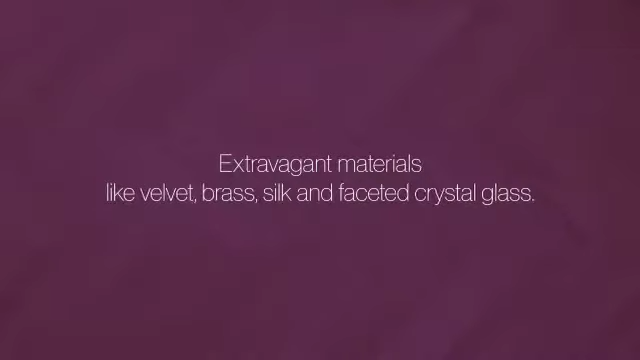 Extravagant materials
like velvet, brass, silk and faceted crystal glass.